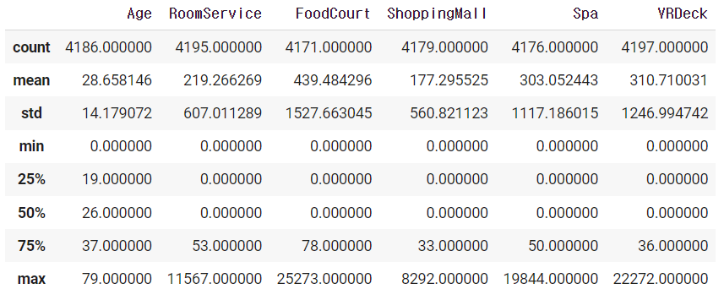 Age RoomService FoodCourt ShoppingMall Spa VRDeck
count 4186.000000 4195.000000 4171.000000 4179.000000 4176.000000 4197.000000
mean 28.658146 219.266269 439.484296 177.295525 303.052443 310.710031
std 14.179072 607.011289 1527.663045 560.821123 1117.186015 1246.994742
min 0.000000 0.000000 0.000000 0.000000 0.000000 0.000000
25% 19.000000 0.000000 0.000000 0.000000 0.000000 0.000000
50% 26.000000 0.000000 0.000000 0.000000 0.000000 0.000000
75% 37.000000 53.000000 78.000000 33.000000 50.000000 36.000000
max 79.000000 11567.000000 25273.000000 8292.000000 19844.000000 22272.000000